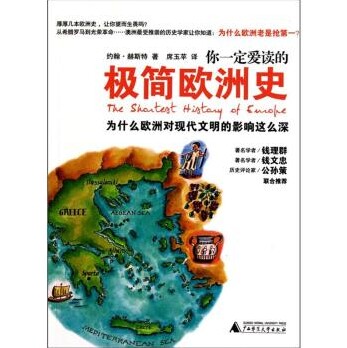 厚厚几本欧洲史,让你望而生畏吗?
从希腊罗马到光荣革命……澳洲最受推崇的历史学家让你知道:为什么欧洲老是抢第一?
约翰·赫斯特 著 席玉苹 译
你一定爱读的
极简欧洲史
The Shortest History of Europe
为什么欧洲对现代文明的影响这么深
著名学者/钱理群
著名学者/钱文忠
历史评论家/公孙策
联合推荐
GREECE
Aegean Sea
广西师范大学出版社